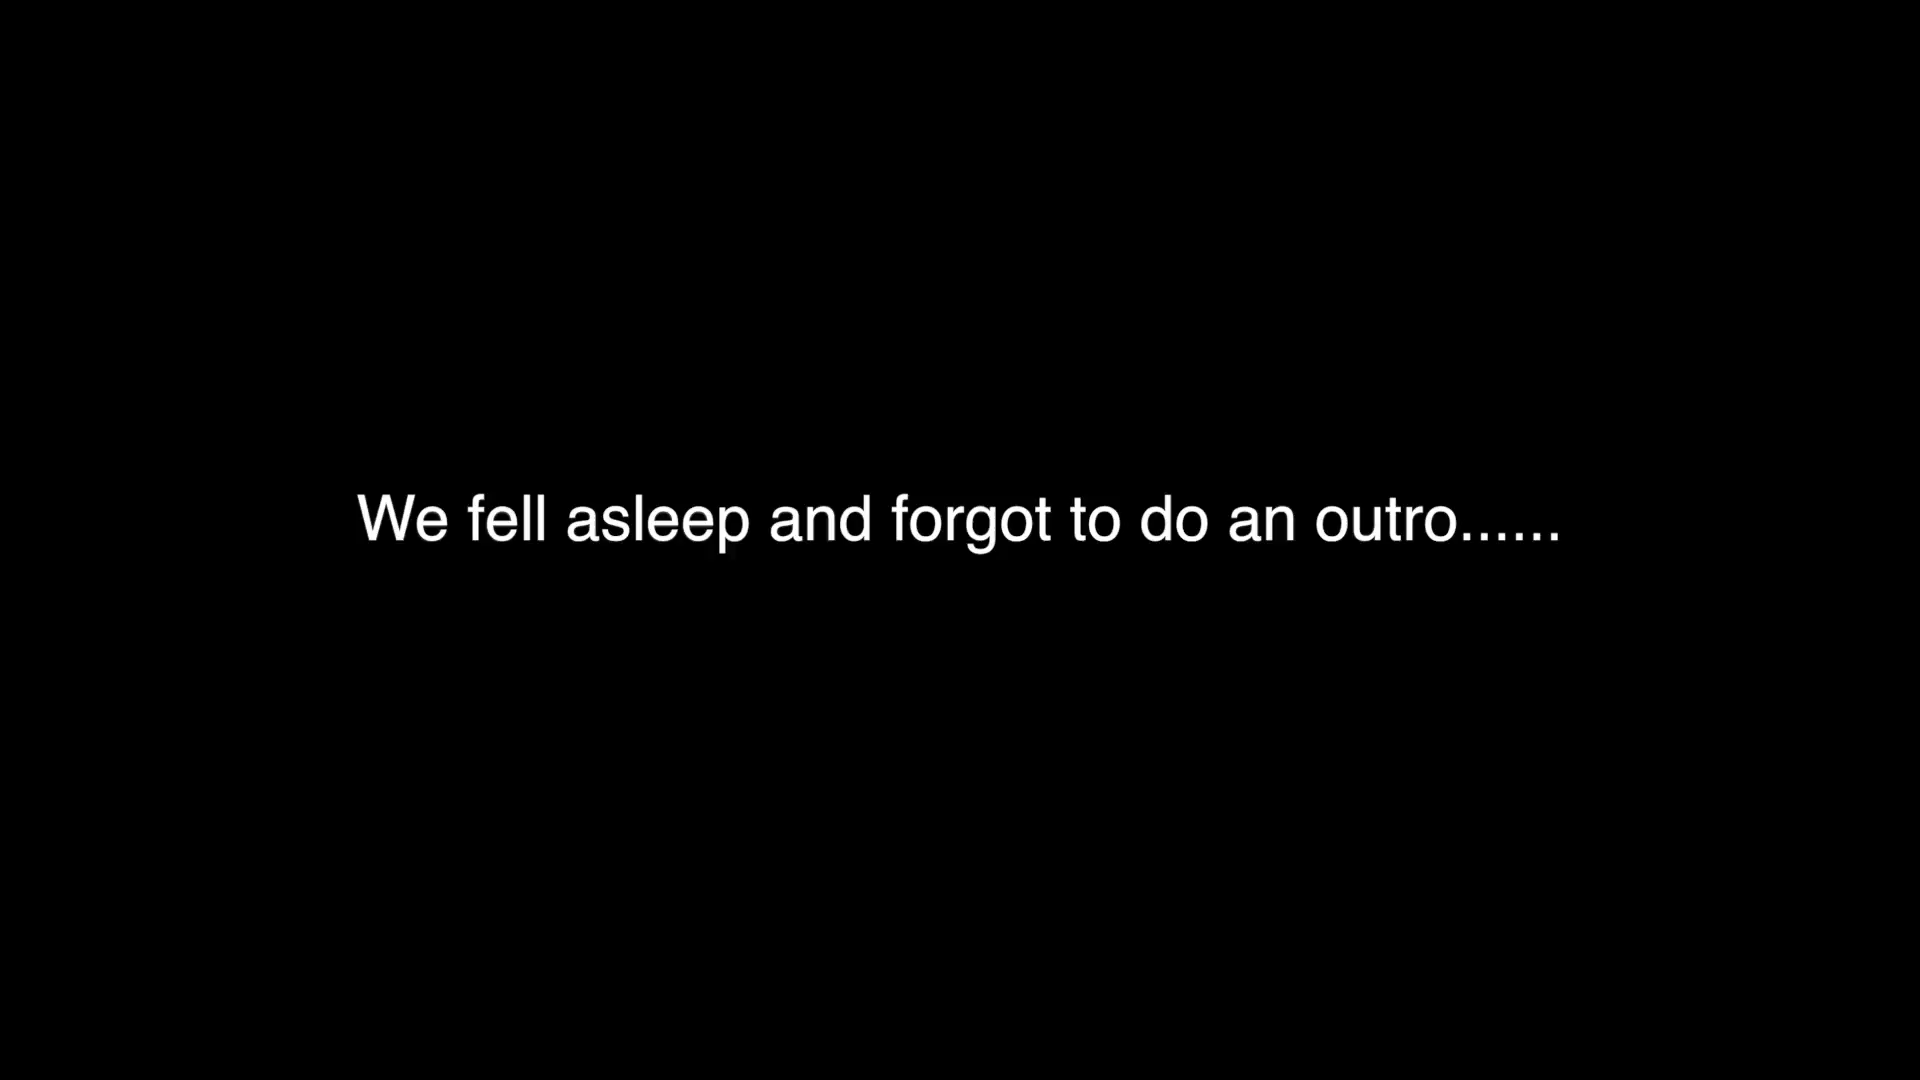 We fell asleep and forgot to do an outro......